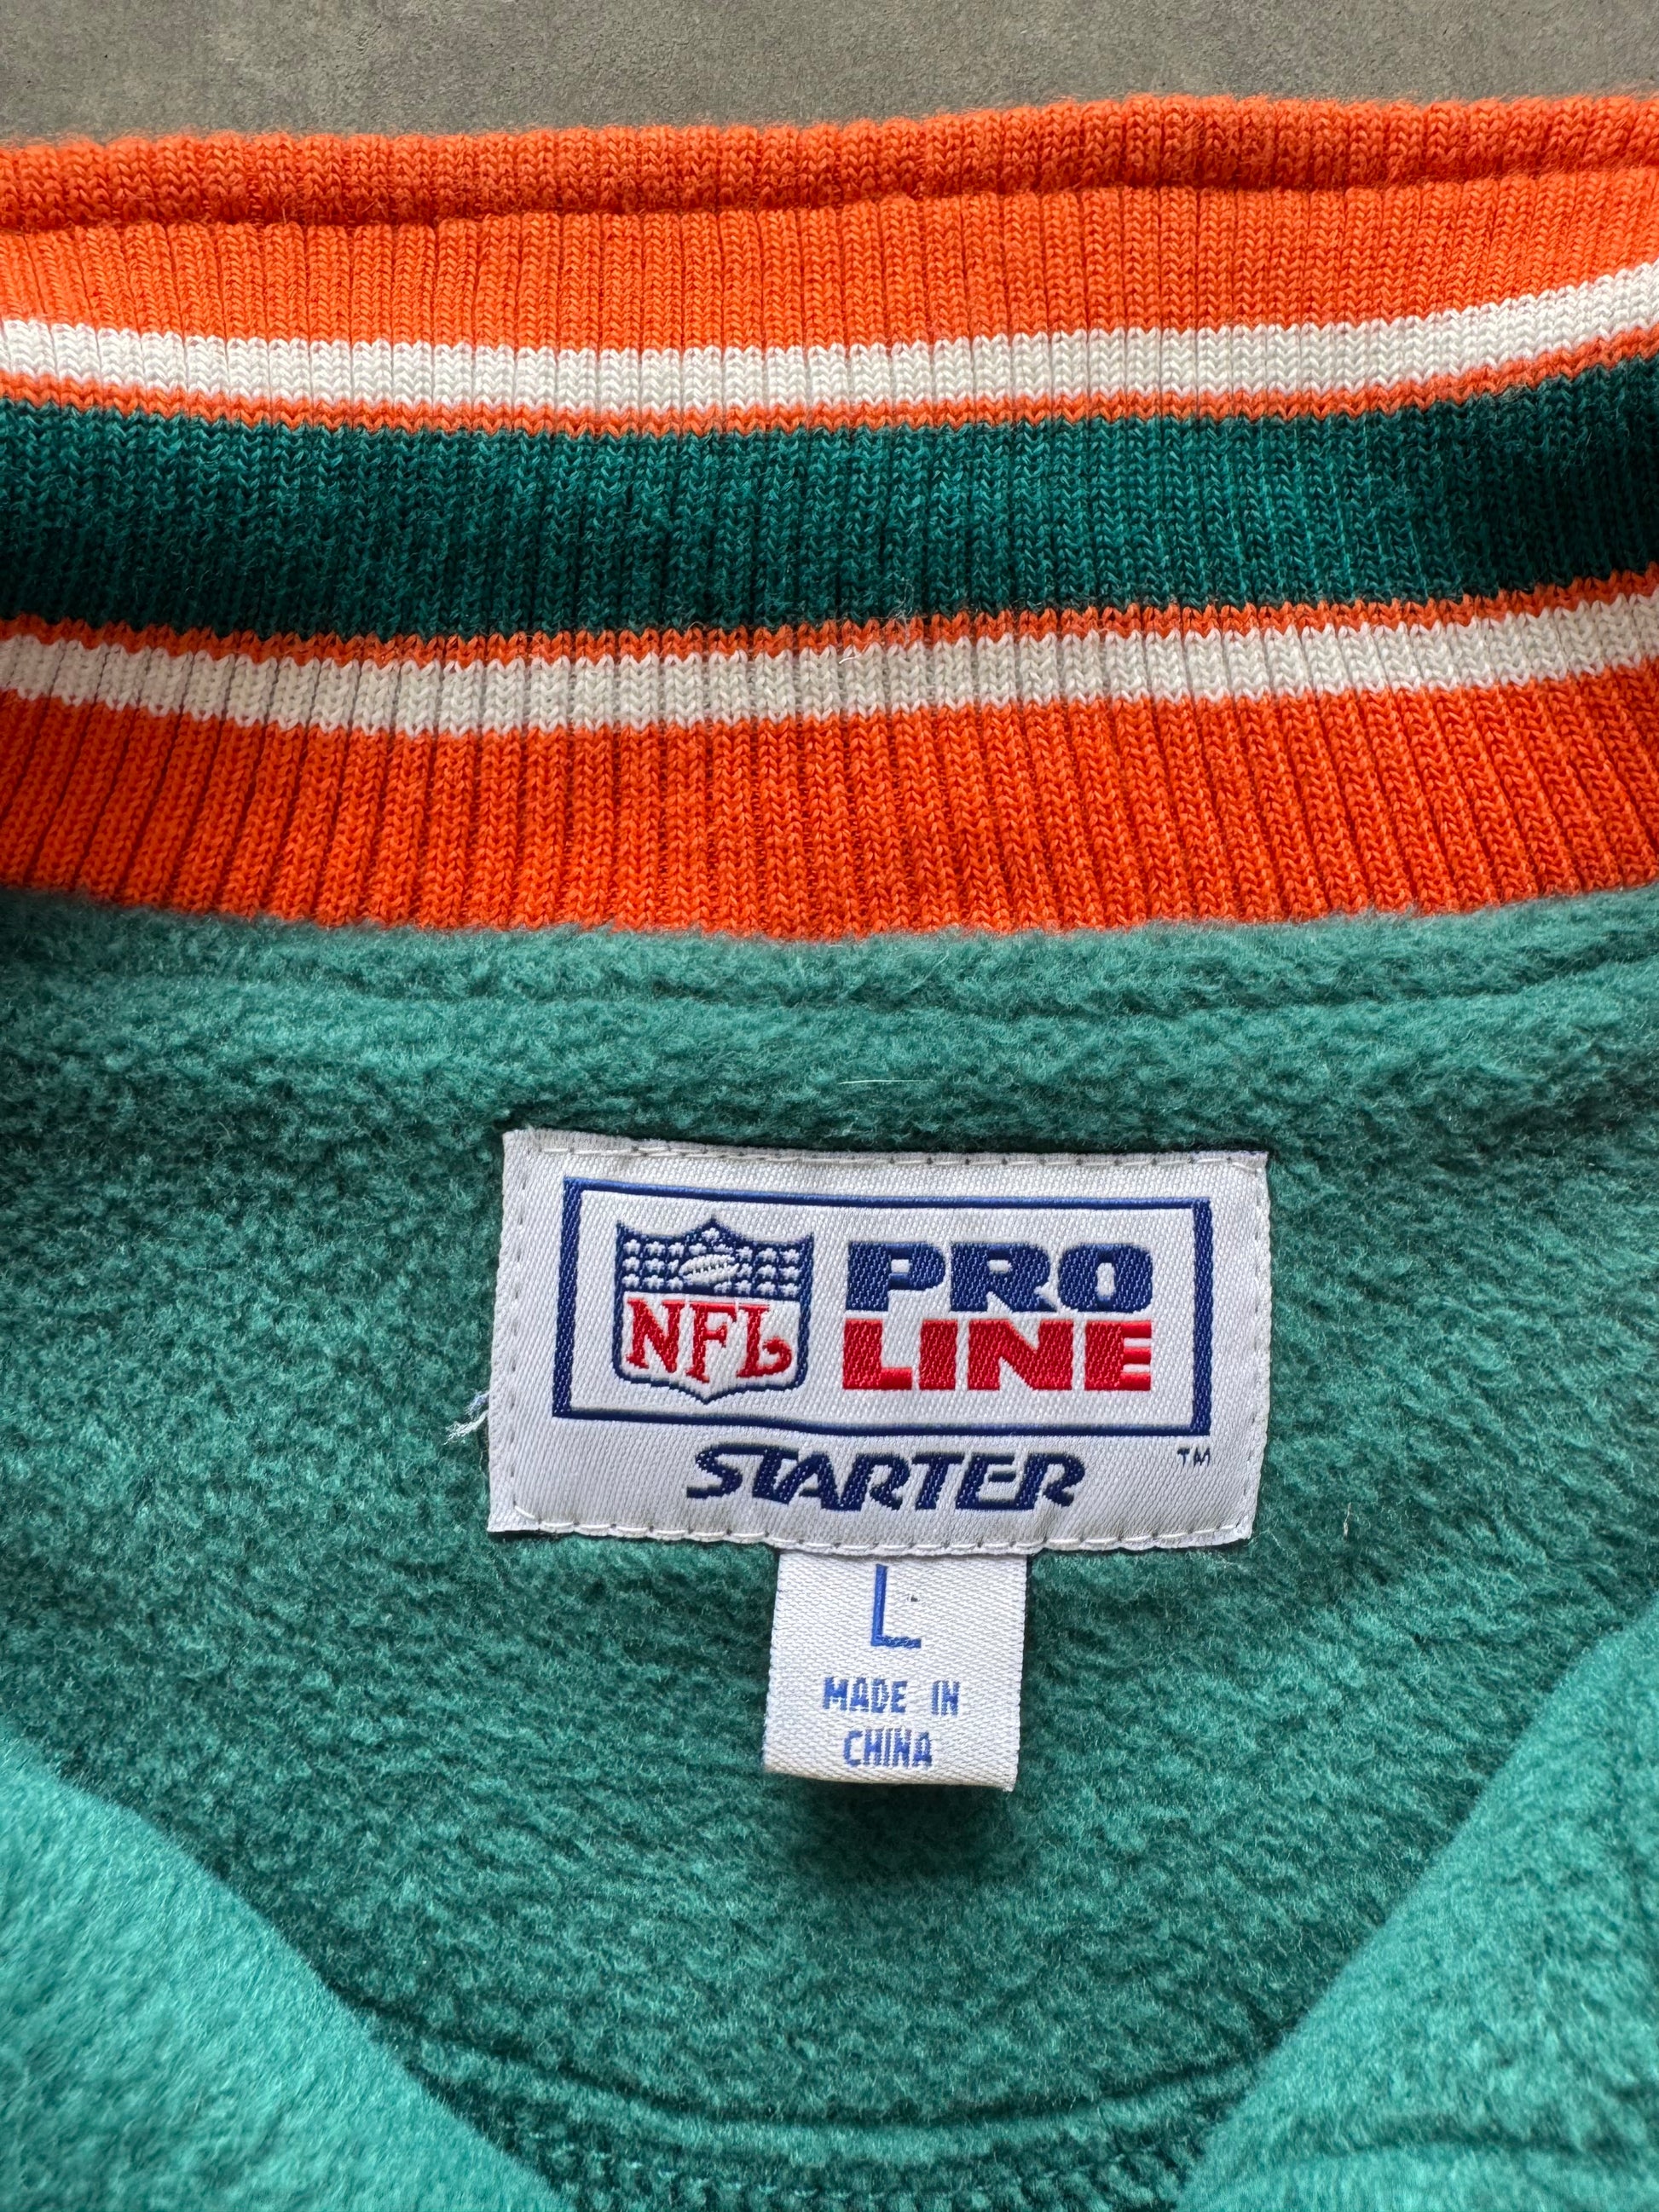 NFL
PRO
LINE
STARTER
TM
L
MADE IN
CHINA